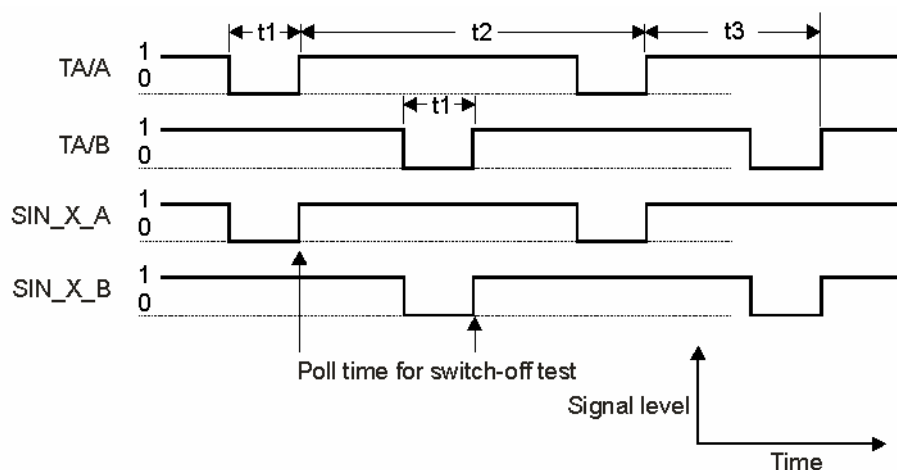 t1 t2 t3
TA/A 1 0
t1
TA/B 1 0
SIN_X_A 1 0
SIN_X_B 1 0
Poll time for switch-off test
Signal level
Time